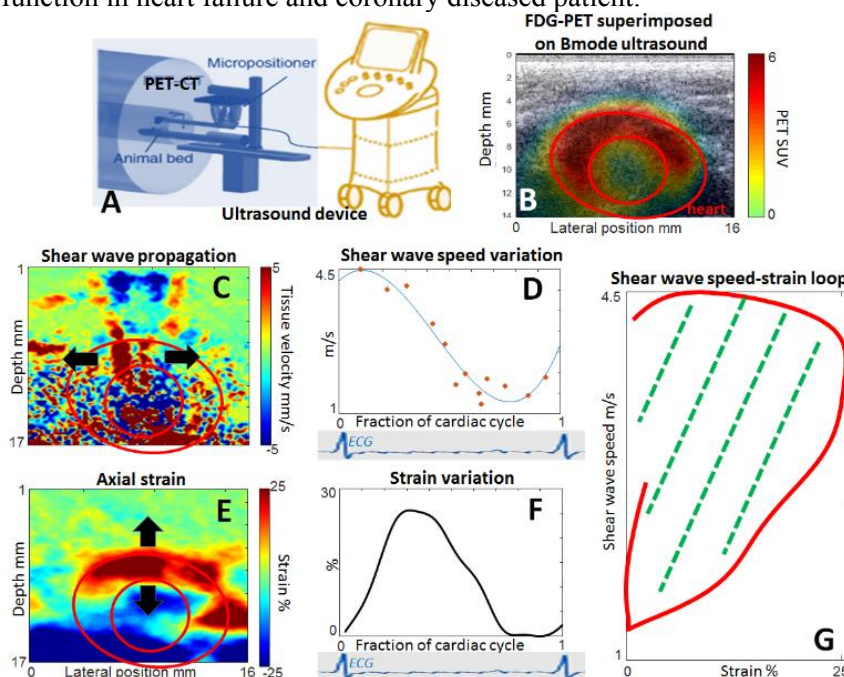 function in heart failure and coronary diseased patient.
PET-CT
Micropositioner
Animal bed
A
Ultrasound device
FDG-PET superimposed
on Bmode ultrasound
0
2
4
6
8
10
12
14
Depth mm
B
heart
0
Lateral position mm
16
6
PET SUV
0
Shear wave propagation
1
Depth mm
17
C
5
Tissue velocity mm/s
-5
Shear wave speed variation
4.5
m/s
1
D
0
Fraction of cardiac cycle
1
ECG
Axial strain
1
Depth mm
17
E
0
Lateral position mm
16
25
Strain %
-25
Strain variation
30
%
0
F
0
Fraction of cardiac cycle
1
ECG
Shear wave speed-strain loop
4.5
Shear wave speed m/s
1
G
0
Strain %
25